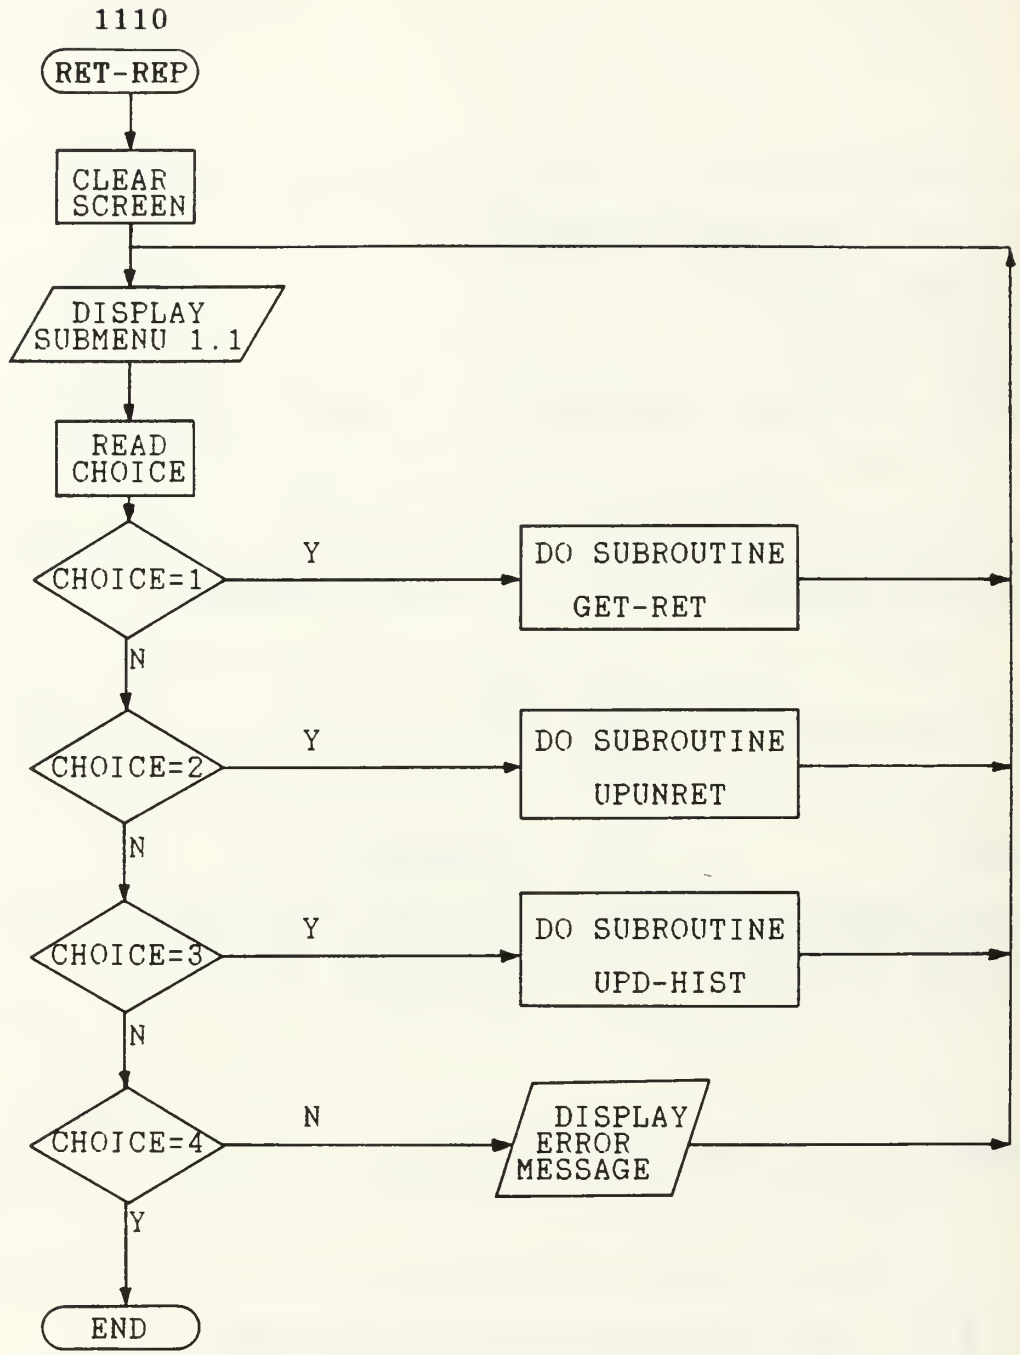 1110
RET-REP
CLEAR
SCREEN
DISPLAY
SUBMENU 1.1
READ
CHOICE
CHOICE=1
Y
DO SUBROUTINE
GET-RET
N
CHOICE=2
Y
DO SUBROUTINE
UPUNRET
N
CHOICE=3
Y
DO SUBROUTINE
UPD-HIST
N
CHOICE=4
N
DISPLAY
ERROR
MESSAGE
Y
END